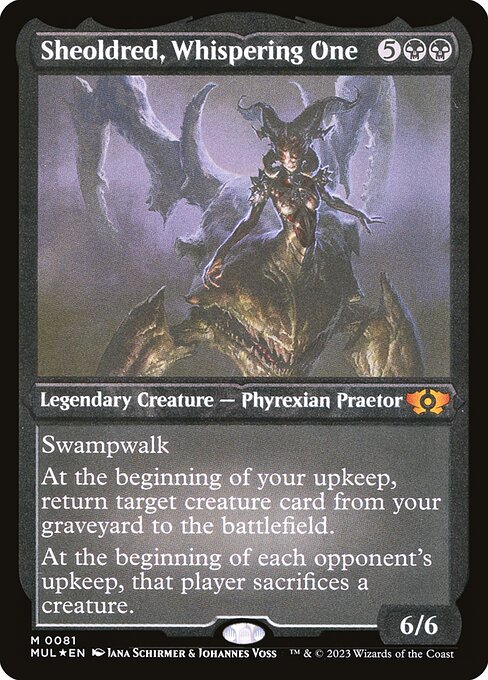 Sheoldred, Whispering One 5
Legendary Creature — Phyrexian Praetor
Swampwalk
At the beginning of your upkeep,
return target creature card from your
graveyard to the battlefield.
At the beginning of each opponent's
upkeep, that player sacrifices a
creature.
6/6
M 0081
MUL★EN Jana Schirmer & Johannes Voss ™ & © 2023 Wizards of the Coast